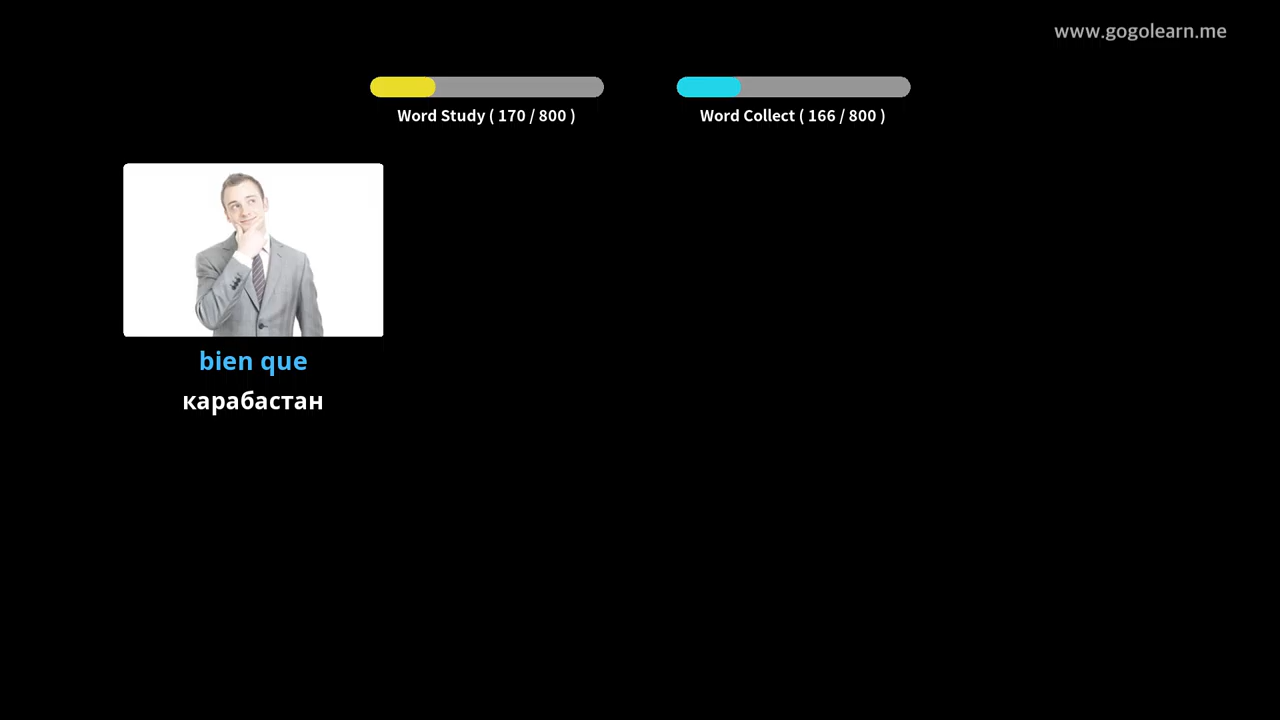 www.gogolearn.me
Word Study ( 170 / 800 )
Word Collect ( 166 / 800 )
bien que
карабастан